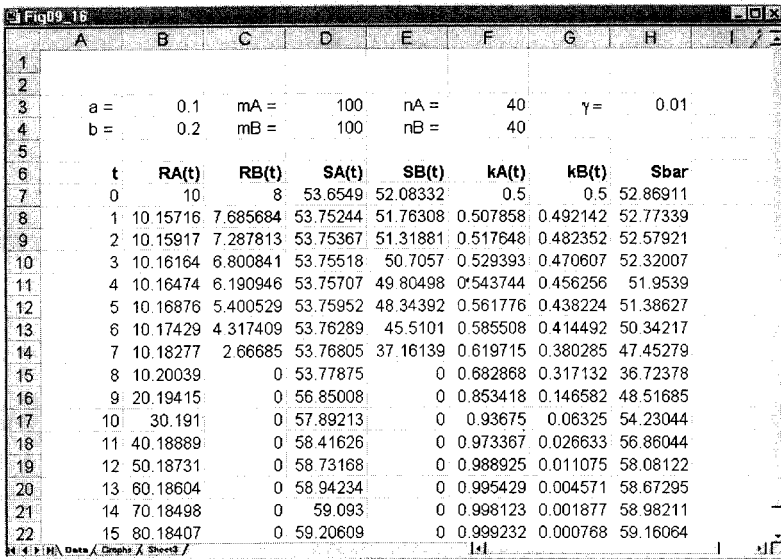 Fig09_16
A B C D E F G H I
1
2
3 a = 0.1 mA = 100 nA = 40 γ = 0.01
4 b = 0.2 mB = 100 nB = 40
5
6 t RA(t) RB(t) SA(t) SB(t) kA(t) kB(t) Sbar
7 0 10 8 53.6549 52.08332 0.5 0.5 52.86911
8 1 10.15716 7.685684 53.75244 51.76308 0.507858 0.492142 52.77339
9 2 10.15917 7.287813 53.75367 51.31881 0.517648 0.482352 52.57921
10 3 10.16164 6.800841 53.75518 50.7057 0.529393 0.470607 52.32007
11 4 10.16474 6.190946 53.75707 49.80498 0.543744 0.456256 51.9539
12 5 10.16876 5.400529 53.75952 48.34392 0.561776 0.438224 51.38627
13 6 10.17429 4.317409 53.76289 45.5101 0.585508 0.414492 50.34217
14 7 10.18277 2.66685 53.76805 37.16139 0.619715 0.380285 47.45279
15 8 10.20039 0 53.77875 0 0.682868 0.317132 36.72378
16 9 20.19415 0 56.85008 0 0.853418 0.146582 48.51685
17 10 30.191 0 57.89213 0 0.93675 0.06325 54.23044
18 11 40.18889 0 58.41626 0 0.973367 0.026633 56.86044
19 12 50.18731 0 58.73168 0 0.988925 0.011075 58.08122
20 13 60.18604 0 58.94234 0 0.995429 0.004571 58.67295
21 14 70.18498 0 59.093 0 0.998123 0.001877 58.98211
22 15 80.18407 0 59.20609 0 0.999232 0.000768 59.16064
Data Graphs Sheet3